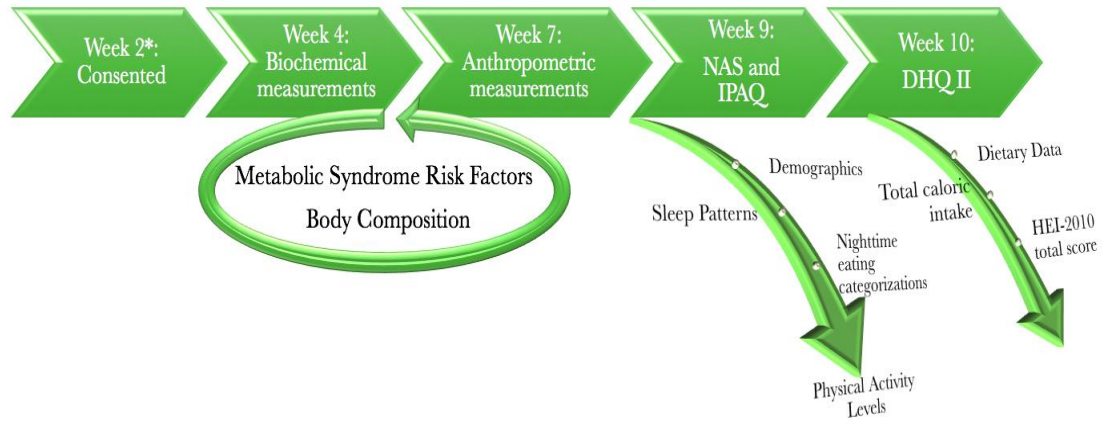 Week 2*:
Consented
Week 4:
Biochemical
measurements
Week 7:
Anthropometric
measurements
Week 9:
NAS and
IPAQ
Week 10:
DHQ II
Metabolic Syndrome Risk Factors
Body Composition
Demographics
Sleep Patterns
Nighttime
eating
categorizations
Physical Activity
Levels
Dietary Data
Total caloric
intake
HEI-2010
total score